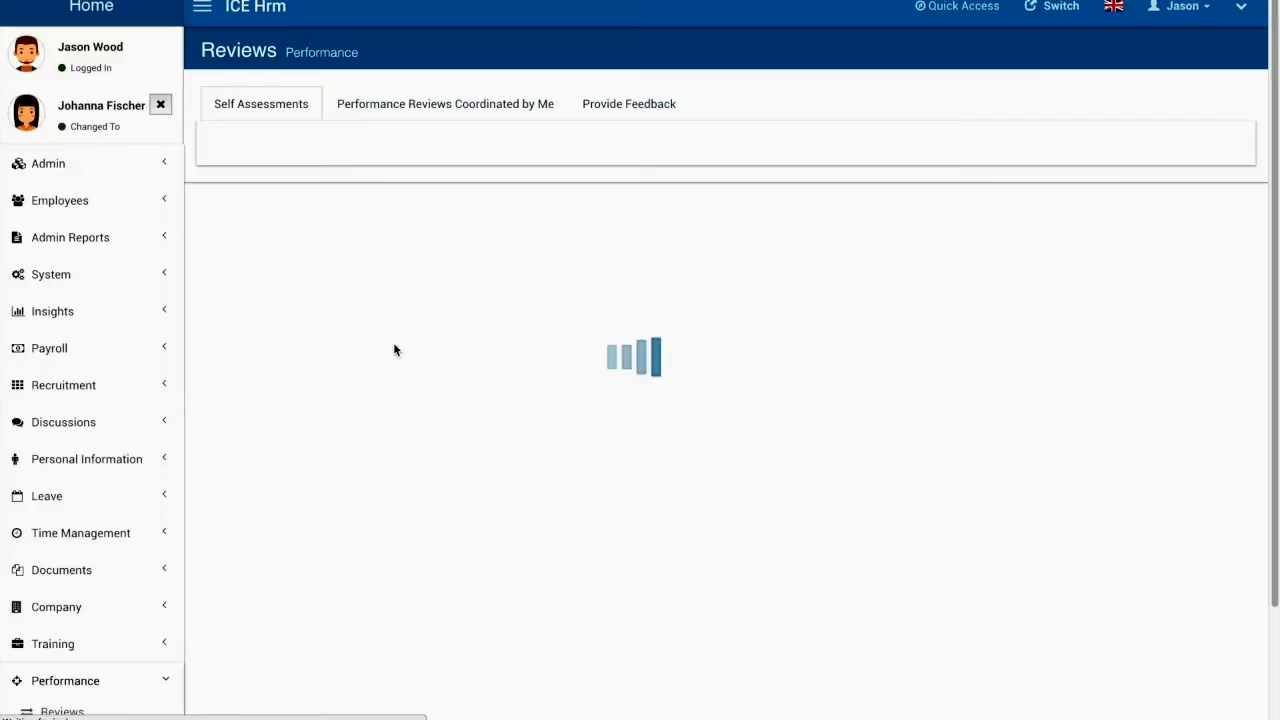 Home
ICE Hrm
Quick Access
Switch
Jason
Jason Wood
Logged In
Johanna Fischer
Changed To
Reviews Performance
Self Assessments
Performance Reviews Coordinated by Me
Provide Feedback
Admin
Employees
Admin Reports
System
Insights
Payroll
Recruitment
Discussions
Personal Information
Leave
Time Management
Documents
Company
Training
Performance
Reviews